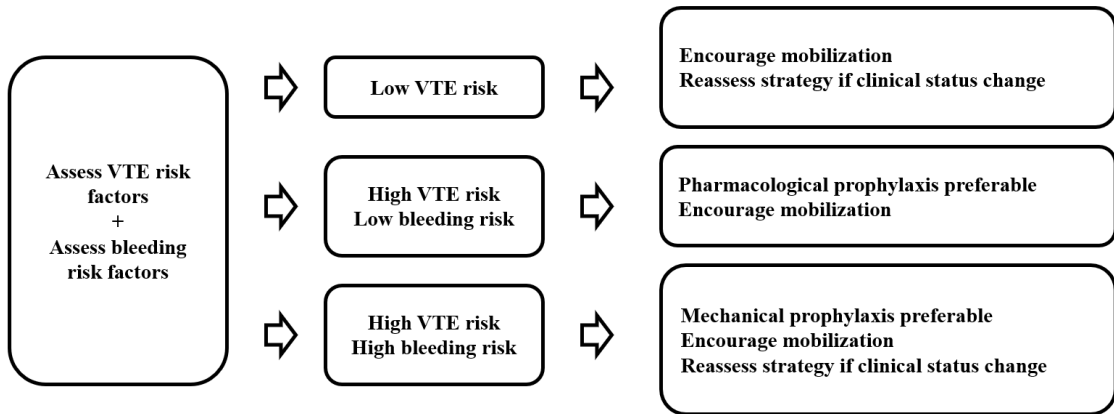 Assess VTE risk
factors
+
Assess bleeding
risk factors
Low VTE risk
Encourage mobilization
Reassess strategy if clinical status change
High VTE risk
Low bleeding risk
Pharmacological prophylaxis preferable
Encourage mobilization
High VTE risk
High bleeding risk
Mechanical prophylaxis preferable
Encourage mobilization
Reassess strategy if clinical status change